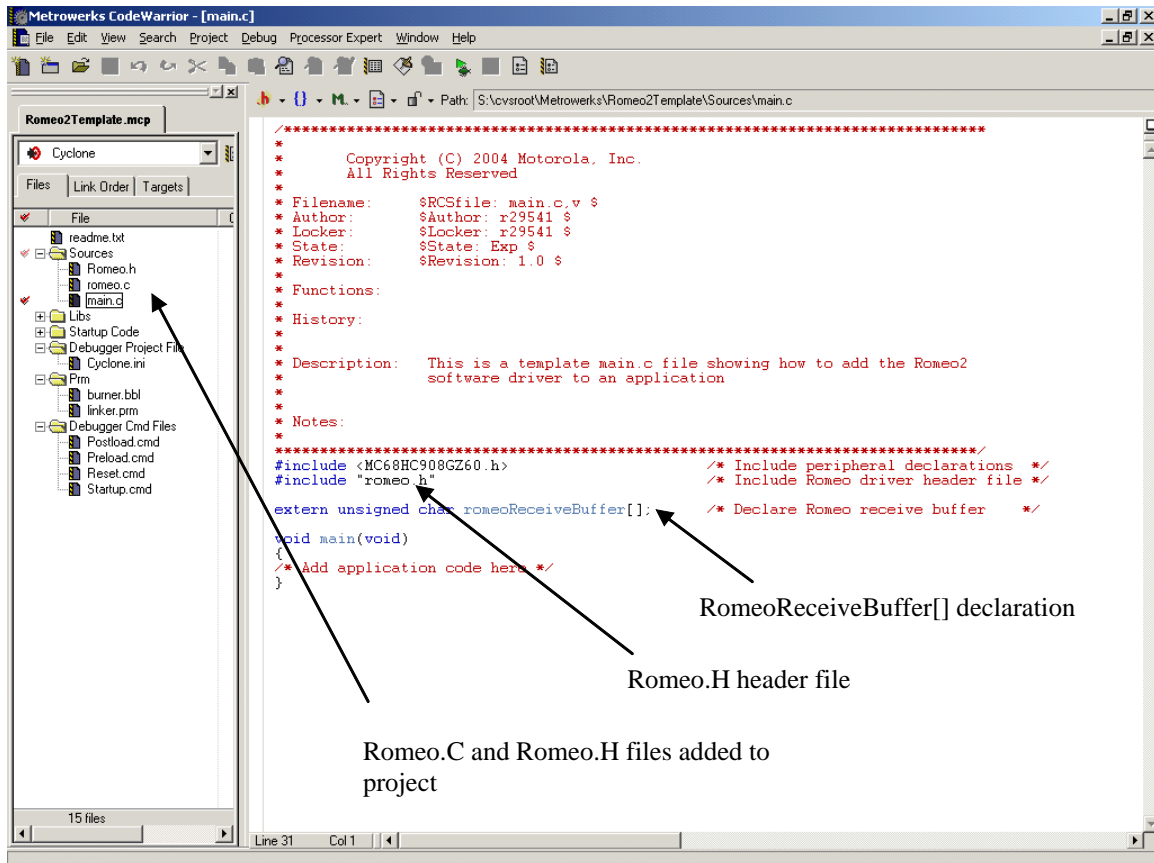 Metrowerks CodeWarrior - [main.c]
File Edit View Search Project Debug Processor Expert Window Help
Path: S:\cvsroot\Metrowerks\Romeo2Template\Sources\main.c
Romeo2Template.mcp
Cyclone
Files Link Order Targets
File
readme.txt
Sources
Romeo.h
romeo.c
main.c
Libs
Startup Code
Debugger Project File
Cyclone.ini
Prm
burner.bbl
linker.prm
Debugger Cmd Files
Postload.cmd
Preload.cmd
Reset.cmd
Startup.cmd
15 files
/******************************************************************************
*
* Copyright (C) 2004 Motorola, Inc.
* All Rights Reserved
*
* Filename: $RCSfile: main.c,v $
* Author: $Author: r29541 $
* Locker: $Locker: r29541 $
* State: $State: Exp $
* Revision: $Revision: 1.0 $
*
* Functions:
*
* History:
*
*
* Description: This is a template main.c file showing how to add the Romeo2
* software driver to an application
*
*
* Notes:
*
******************************************************************************/
#include <MC68HC908GZ60.h> /* Include peripheral declarations */
#include "romeo.h" /* Include Romeo driver header file */
extern unsigned char romeoReceiveBuffer[]; /* Declare Romeo receive buffer */
void main(void)
{
/* Add application code here */
}
RomeoReceiveBuffer[] declaration
Romeo.H header file
Romeo.C and Romeo.H files added to
project
Line 31 Col 1